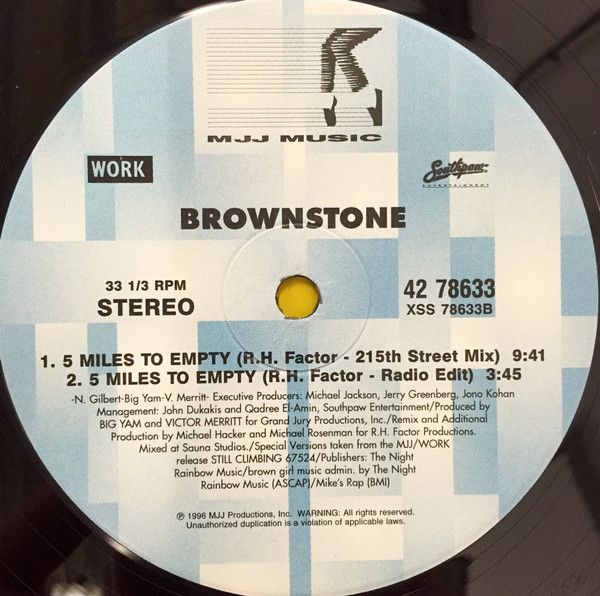 MJJ MUSIC
WORK
Southpaw
ENTERTAINMENT
BROWNSTONE
33 1/3 RPM
STEREO
42 78633
XSS 78633B
1. 5 MILES TO EMPTY (R.H. Factor - 215th Street Mix) 9:41
2. 5 MILES TO EMPTY (R.H. Factor - Radio Edit) 3:45
-N. Gilbert-Big Yam-V. Merritt- Executive Producers: Michael Jackson, Jerry Greenberg, Jono Kohan
Management: John Dukakis and Qadree El-Amin, Southpaw Entertainment/Produced by
BIG YAM and VICTOR MERRITT for Grand Jury Productions, Inc./Remix and Additional
Production by Michael Hacker and Michael Rosenman for R.H. Factor Productions.
Mixed at Sauna Studios./Special Versions taken from the MJJ/WORK
release STILL CLIMBING 67524/Publishers: The Night
Rainbow Music/brown girl music admin. by The Night
Rainbow Music (ASCAP)/Mike's Rap (BMI)
℗ 1996 MJJ Productions, Inc. WARNING: All rights reserved.
Unauthorized duplication is a violation of applicable laws.